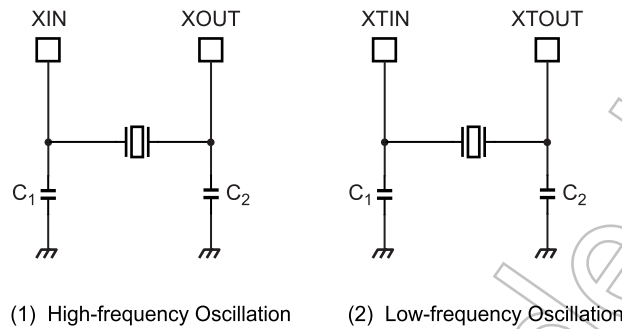 XIN XOUT XTIN XTOUT
C1 C2 C1 C2
(1) High-frequency Oscillation (2) Low-frequency Oscillation